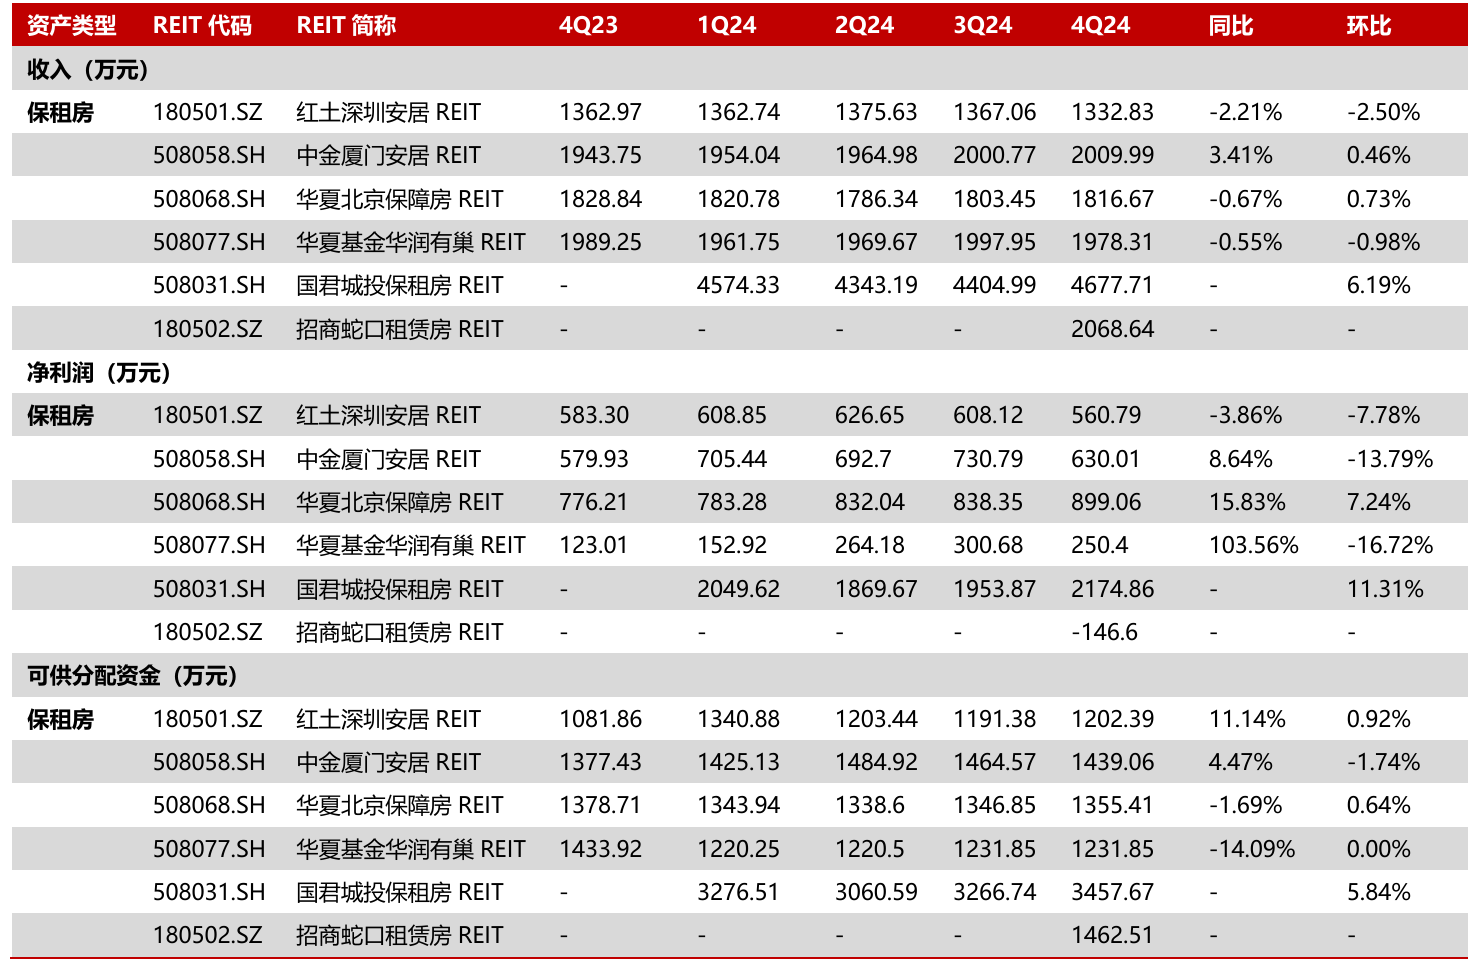 资产类型 REIT 代码 REIT 简称 4Q23 1Q24 2Q24 3Q24 4Q24 同比 环比
收入（万元）
保租房 180501.SZ 红土深圳安居 REIT 1362.97 1362.74 1375.63 1367.06 1332.83 -2.21% -2.50%
508058.SH 中金厦门安居 REIT 1943.75 1954.04 1964.98 2000.77 2009.99 3.41% 0.46%
508068.SH 华夏北京保障房 REIT 1828.84 1820.78 1786.34 1803.45 1816.67 -0.67% 0.73%
508077.SH 华夏基金华润有巢 REIT 1989.25 1961.75 1969.67 1997.95 1978.31 -0.55% -0.98%
508031.SH 国君城投保租房 REIT - 4574.33 4343.19 4404.99 4677.71 - 6.19%
180502.SZ 招商蛇口租赁房 REIT - - - - 2068.64 - -
净利润（万元）
保租房 180501.SZ 红土深圳安居 REIT 583.30 608.85 626.65 608.12 560.79 -3.86% -7.78%
508058.SH 中金厦门安居 REIT 579.93 705.44 692.7 730.79 630.01 8.64% -13.79%
508068.SH 华夏北京保障房 REIT 776.21 783.28 832.04 838.35 899.06 15.83% 7.24%
508077.SH 华夏基金华润有巢 REIT 123.01 152.92 264.18 300.68 250.4 103.56% -16.72%
508031.SH 国君城投保租房 REIT - 2049.62 1869.67 1953.87 2174.86 - 11.31%
180502.SZ 招商蛇口租赁房 REIT - - - - -146.6 - -
可供分配资金（万元）
保租房 180501.SZ 红土深圳安居 REIT 1081.86 1340.88 1203.44 1191.38 1202.39 11.14% 0.92%
508058.SH 中金厦门安居 REIT 1377.43 1425.13 1484.92 1464.57 1439.06 4.47% -1.74%
508068.SH 华夏北京保障房 REIT 1378.71 1343.94 1338.6 1346.85 1355.41 -1.69% 0.64%
508077.SH 华夏基金华润有巢 REIT 1433.92 1220.25 1220.5 1231.85 1231.85 -14.09% 0.00%
508031.SH 国君城投保租房 REIT - 3276.51 3060.59 3266.74 3457.67 - 5.84%
180502.SZ 招商蛇口租赁房 REIT - - - - 1462.51 - -